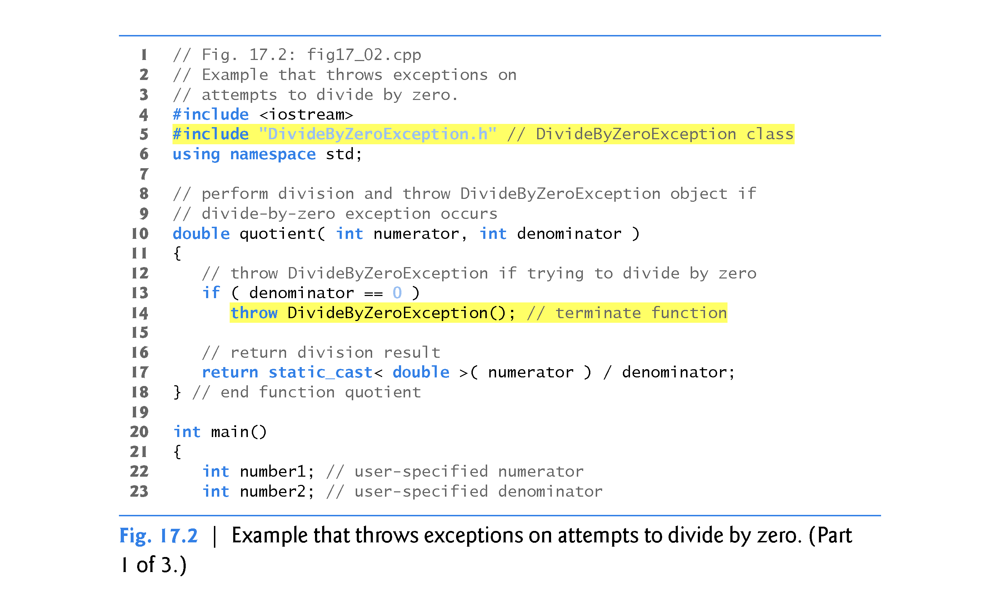 1 // Fig. 17.2: fig17_02.cpp
2 // Example that throws exceptions on
3 // attempts to divide by zero.
4 #include <iostream>
5 #include "DivideByZeroException.h" // DivideByZeroException class
6 using namespace std;
7
8 // perform division and throw DivideByZeroException object if
9 // divide-by-zero exception occurs
10 double quotient( int numerator, int denominator )
11 {
12 // throw DivideByZeroException if trying to divide by zero
13 if ( denominator == 0 )
14 throw DivideByZeroException(); // terminate function
15
16 // return division result
17 return static_cast< double >( numerator ) / denominator;
18 } // end function quotient
19
20 int main()
21 {
22 int number1; // user-specified numerator
23 int number2; // user-specified denominator
Fig. 17.2 | Example that throws exceptions on attempts to divide by zero. (Part
1 of 3.)